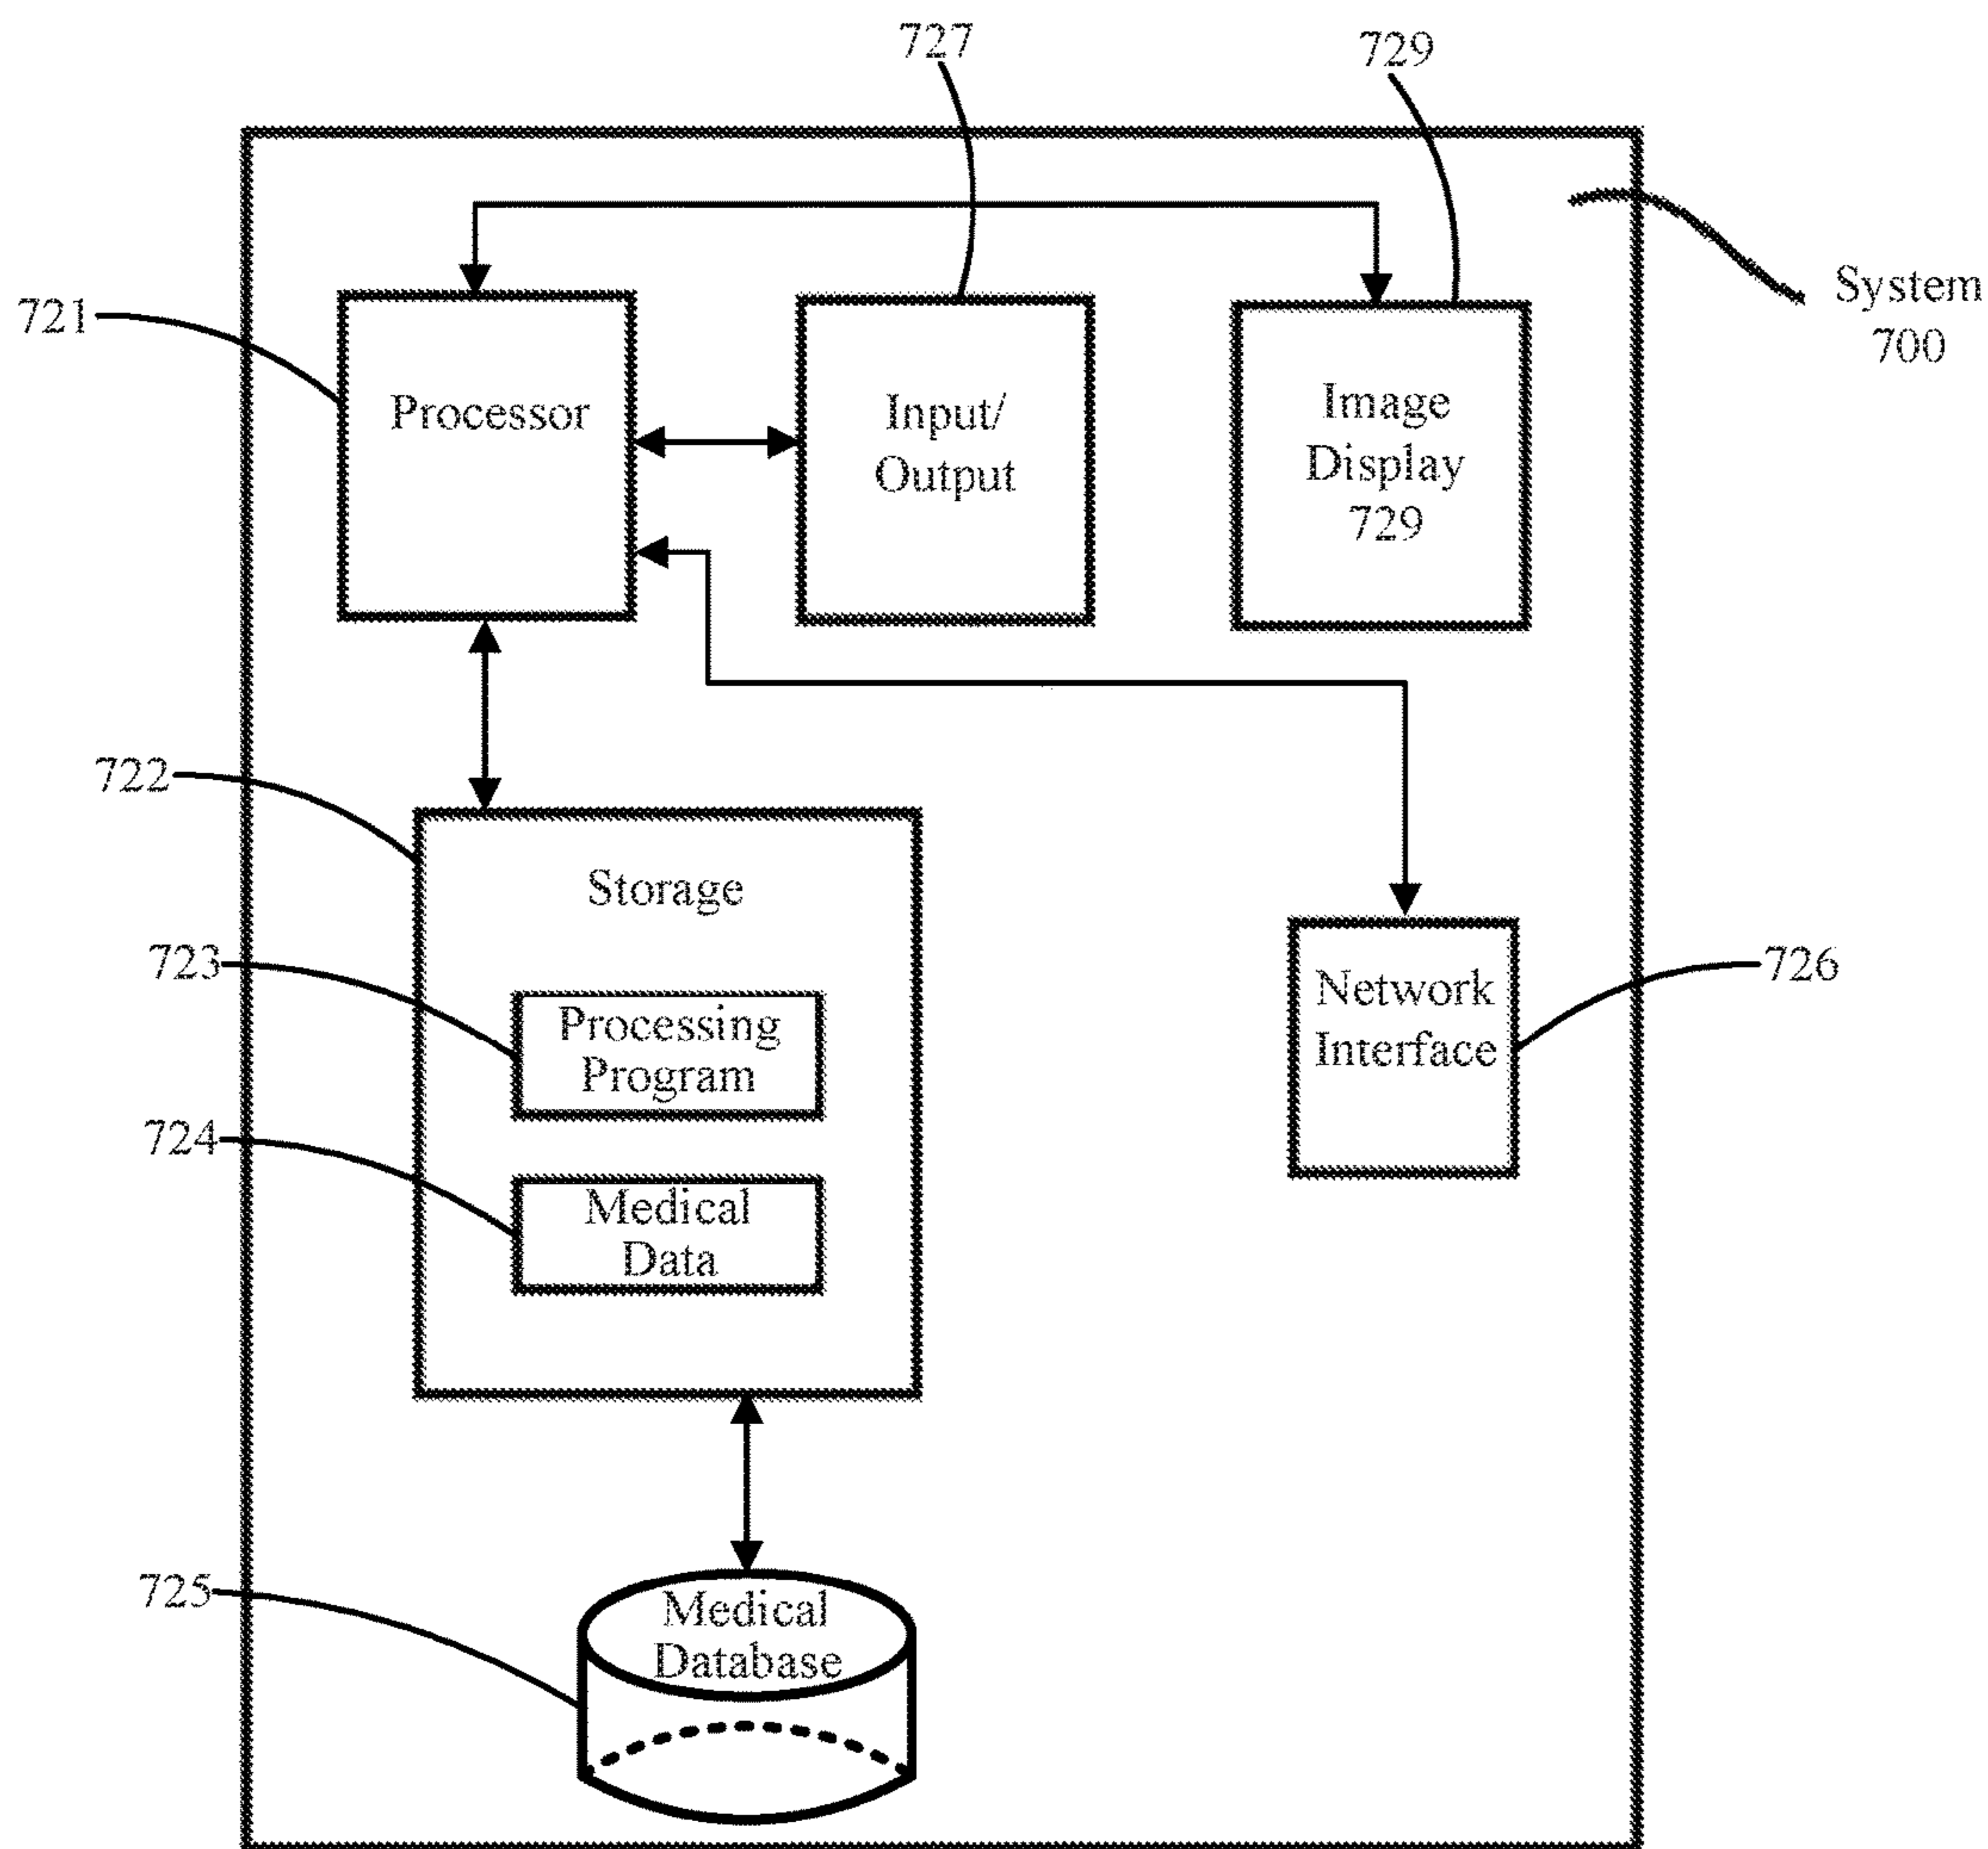 727
729
System
700
721
Processor
Input/
Output
Image
Display
729
722
Storage
723
Processing
Program
724
Medical
Data
Network
Interface
726
725
Medical
Database